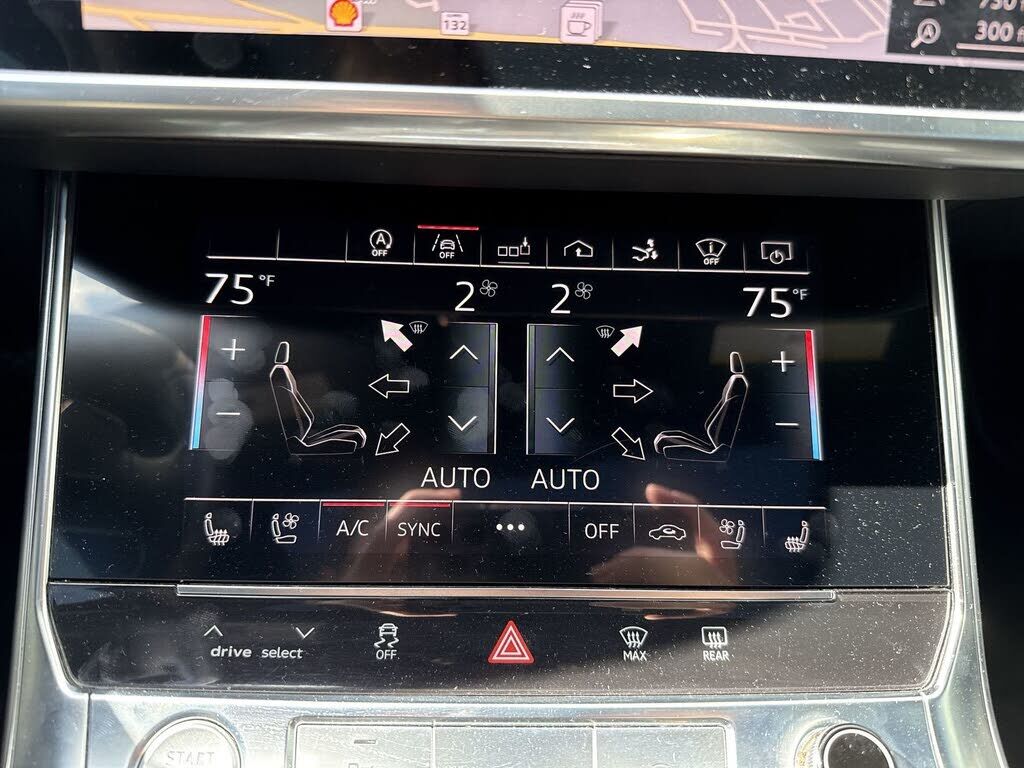 132
300
A OFF OFF OFF
75 °F 2 2 75 °F
+ +
− −
AUTO AUTO
A/C SYNC ••• OFF
drive select OFF MAX REAR
START